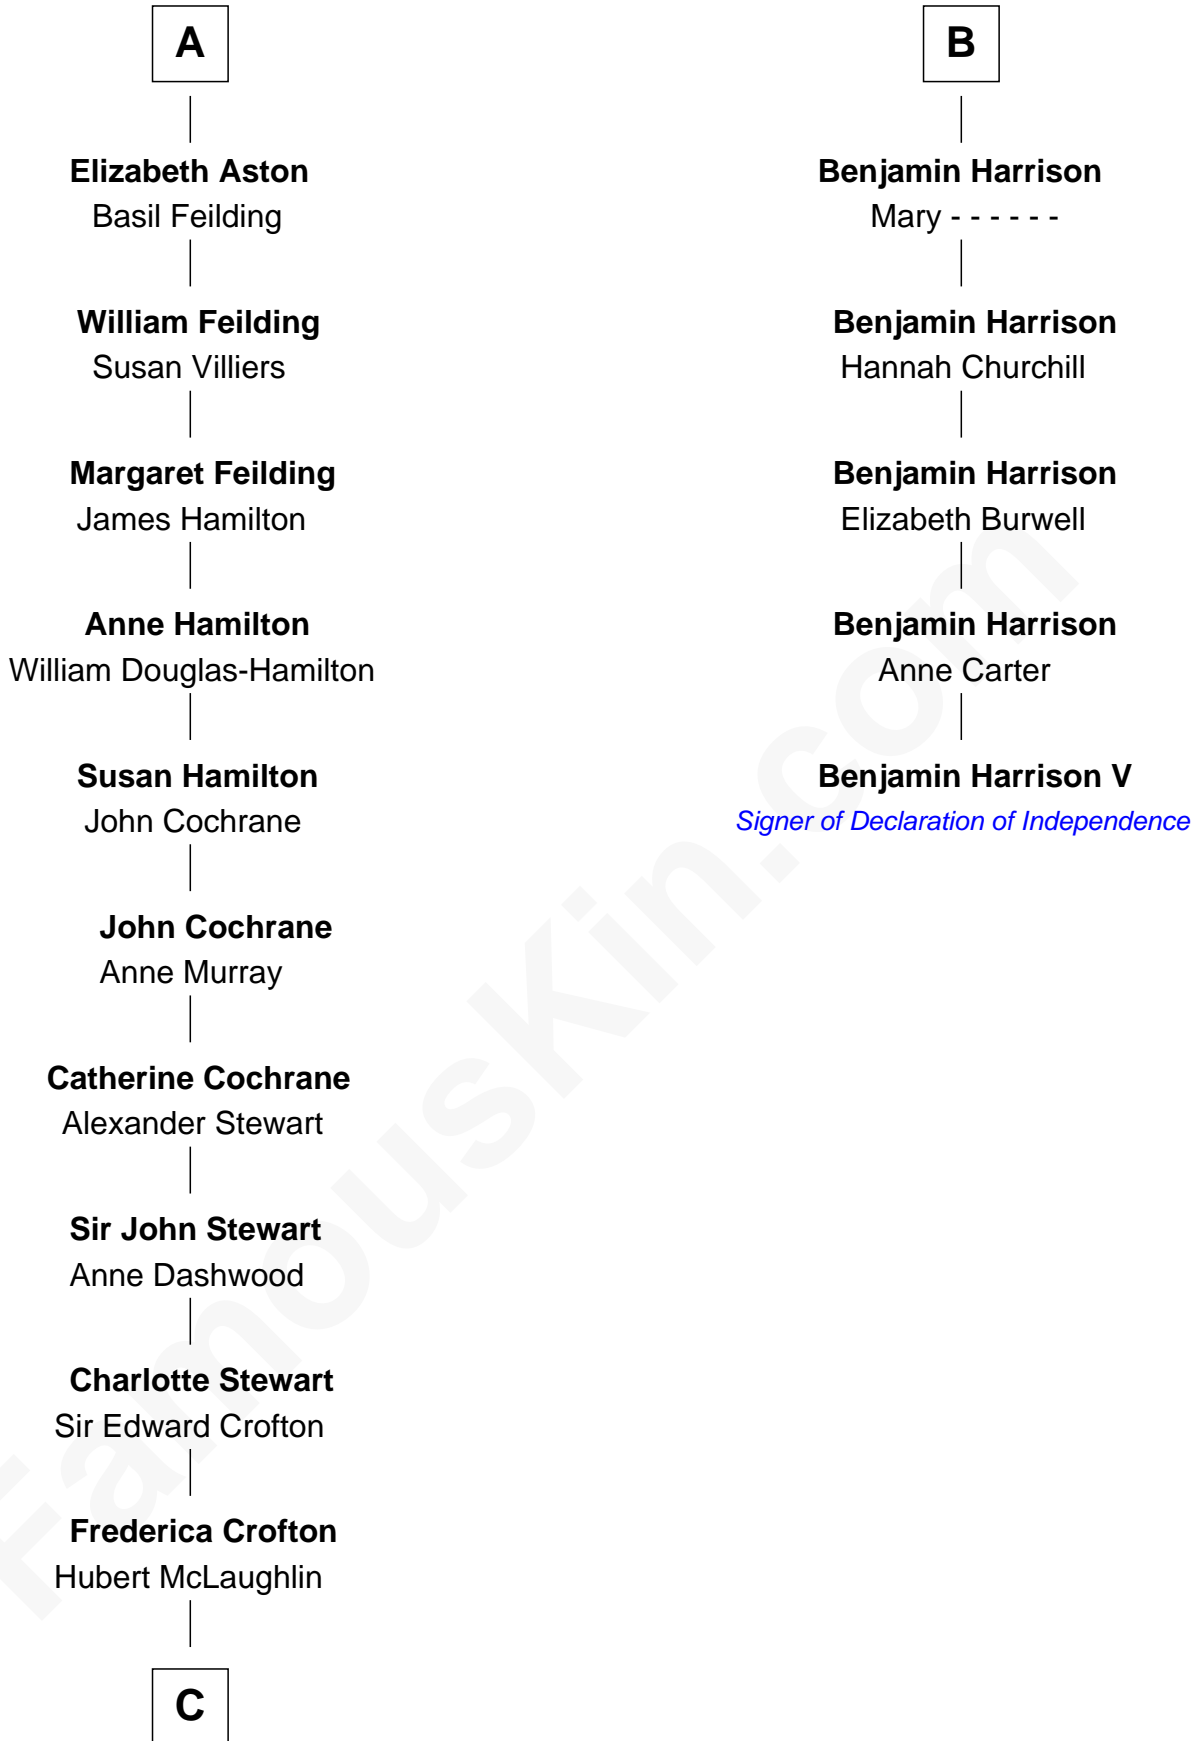 A
Elizabeth Aston
Basil Feilding
William Feilding
Susan Villiers
Margaret Feilding
James Hamilton
Anne Hamilton
William Douglas-Hamilton
Susan Hamilton
John Cochrane
John Cochrane
Anne Murray
Catherine Cochrane
Alexander Stewart
Sir John Stewart
Anne Dashwood
Charlotte Stewart
Sir Edward Crofton
Frederica Crofton
Hubert McLaughlin
C
B
Benjamin Harrison
Mary - - - - - -
Benjamin Harrison
Hannah Churchill
Benjamin Harrison
Elizabeth Burwell
Benjamin Harrison
Anne Carter
Benjamin Harrison V
Signer of Declaration of Independence
FamousKin.com